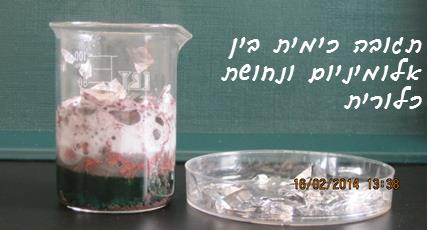 תגובה כימית בין
אלומיניום ונחושת
כלורית
16/02/2014 13:38